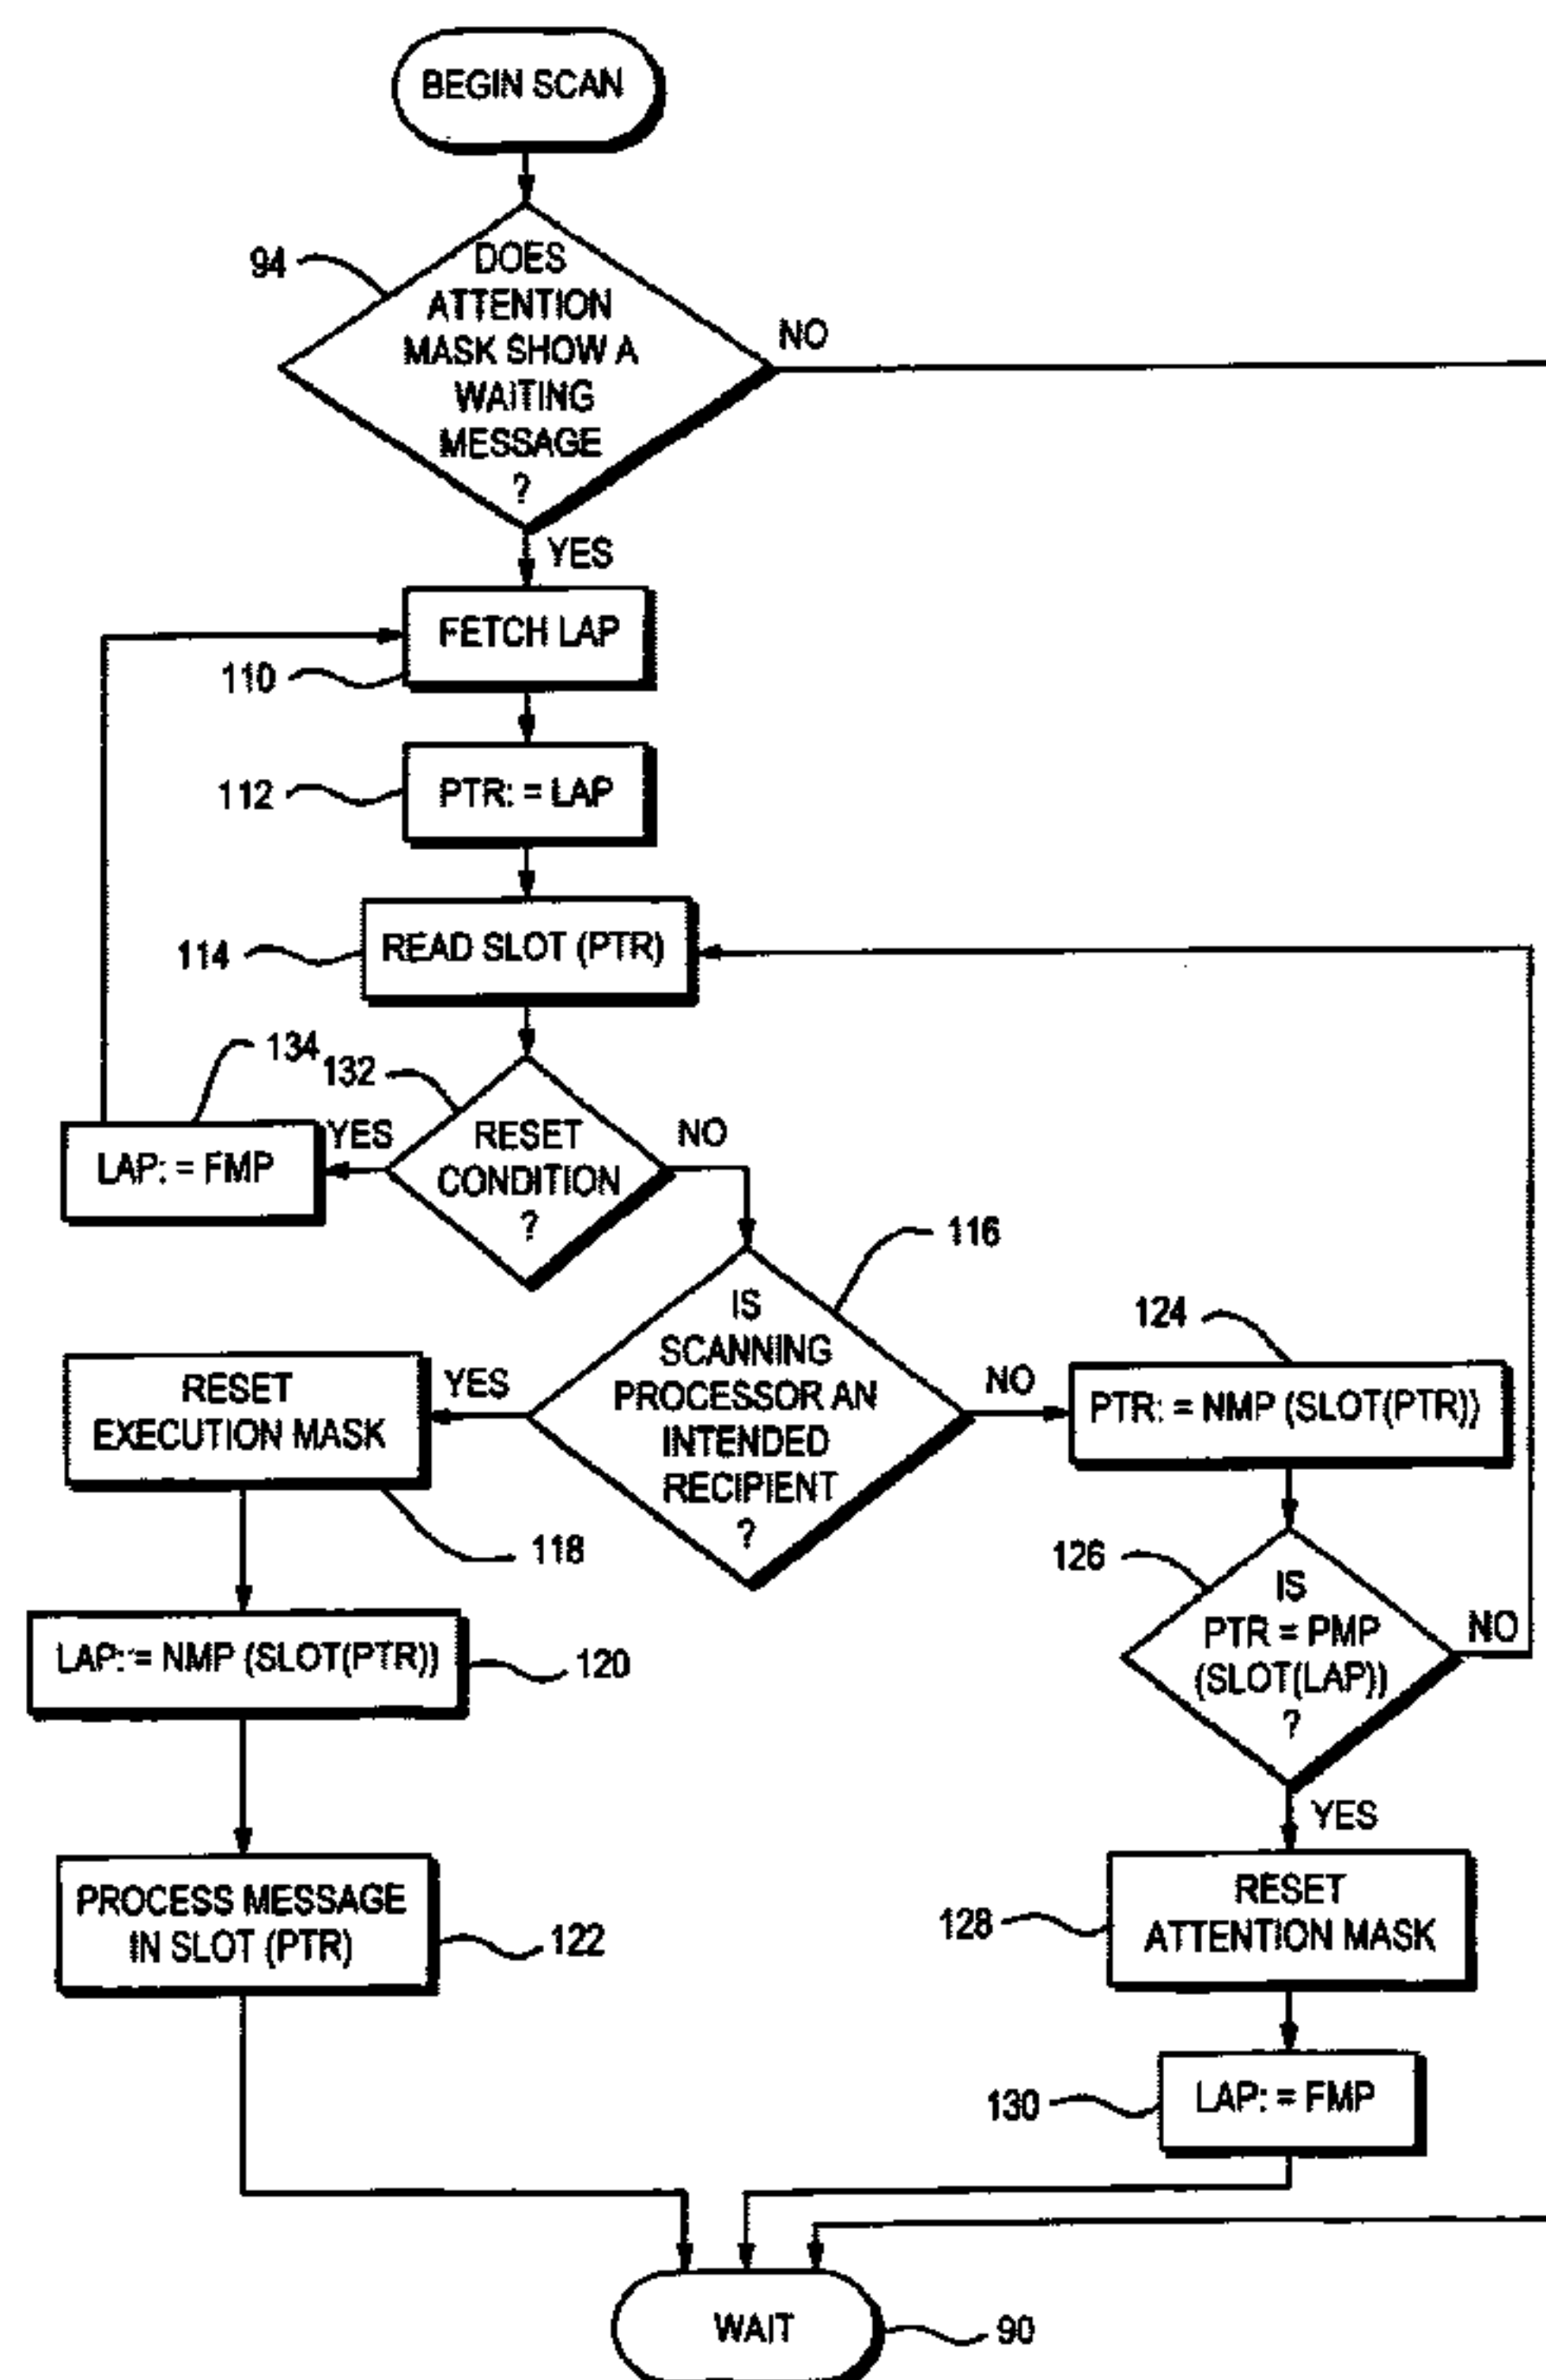 BEGIN SCAN
94
DOES
ATTENTION
MASK SHOW A
WAITING
MESSAGE
?
NO
YES
FETCH LAP
110
PTR: = LAP
112
READ SLOT (PTR)
114
134
132
RESET
CONDITION
?
YES
NO
LAP: = FMP
116
IS
SCANNING
PROCESSOR AN
INTENDED
RECIPIENT
?
YES
NO
RESET
EXECUTION MASK
118
124
PTR: = NMP (SLOT(PTR))
LAP: = NMP (SLOT(PTR))
120
126
IS
PTR = PMP
(SLOT(LAP))
?
NO
YES
PROCESS MESSAGE
IN SLOT (PTR)
122
RESET
ATTENTION MASK
128
LAP: = FMP
130
WAIT
90